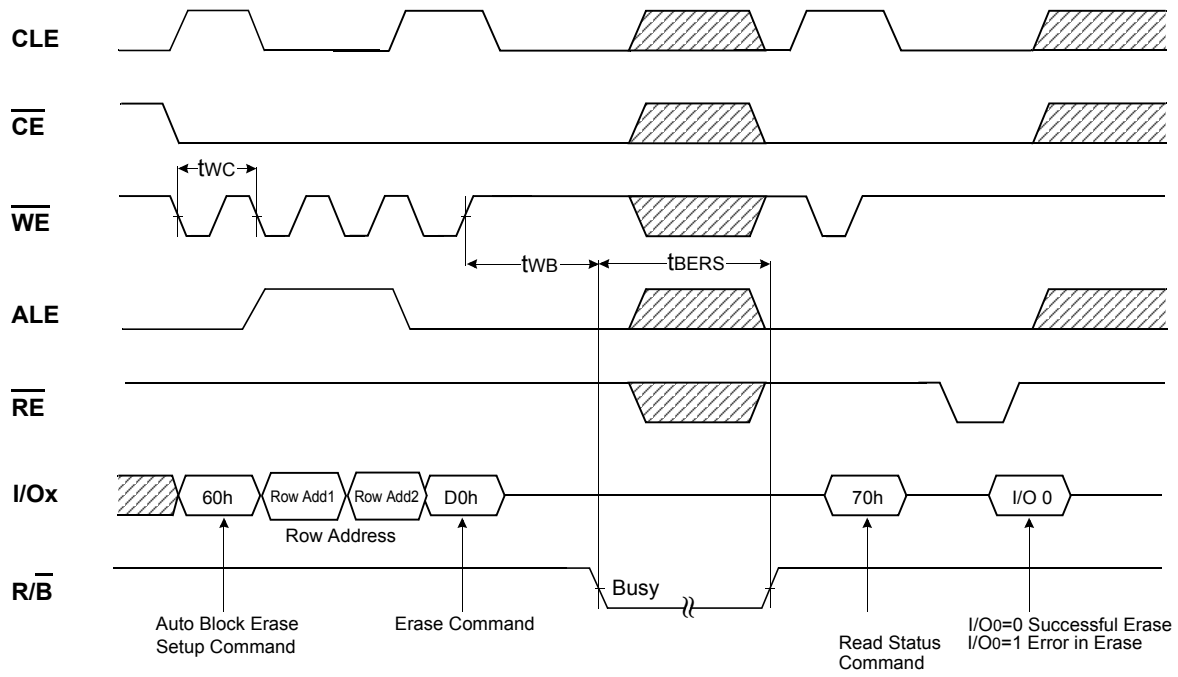 CLE
CE
tWC
WE
tWB
tBERS
ALE
RE
I/Ox
60h
Row Add1
Row Add2
D0h
70h
I/O 0
Row Address
R/B
Busy
Auto Block Erase
Setup Command
Erase Command
Read Status
Command
I/O0=0 Successful Erase
I/O0=1 Error in Erase